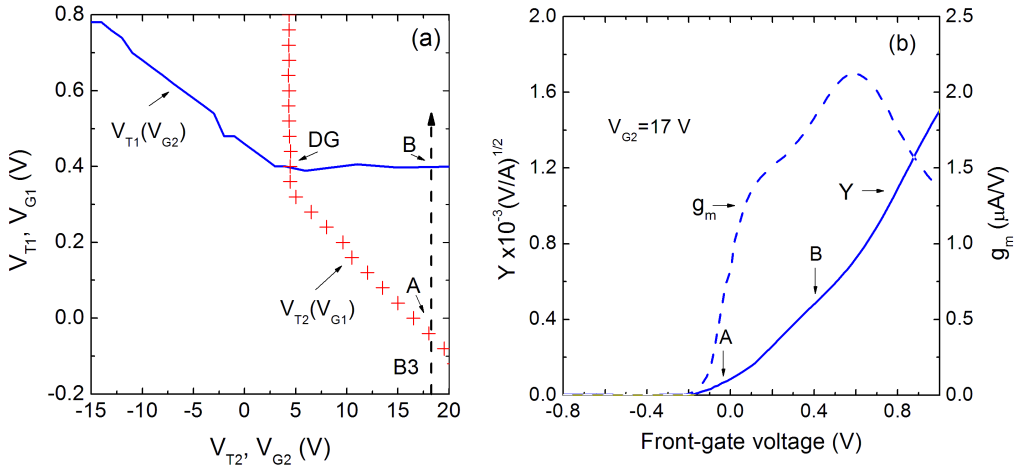 (a)
0.8
0.6
0.4
0.2
0.0
-0.2
V_T1, V_G1 (V)
V_T1(V_G2)
DG
B
A
V_T2(V_G1)
B3
-15 -10 -5 0 5 10 15 20
V_T2, V_G2 (V)
(b)
2.0
1.6
1.2
0.8
0.4
0.0
Y x10^-3 (V/A)^1/2
V_G2=17 V
g_m
Y
B
A
2.5
2.0
1.5
1.0
0.5
0.0
g_m (μA/V)
-0.8 -0.4 0.0 0.4 0.8
Front-gate voltage (V)